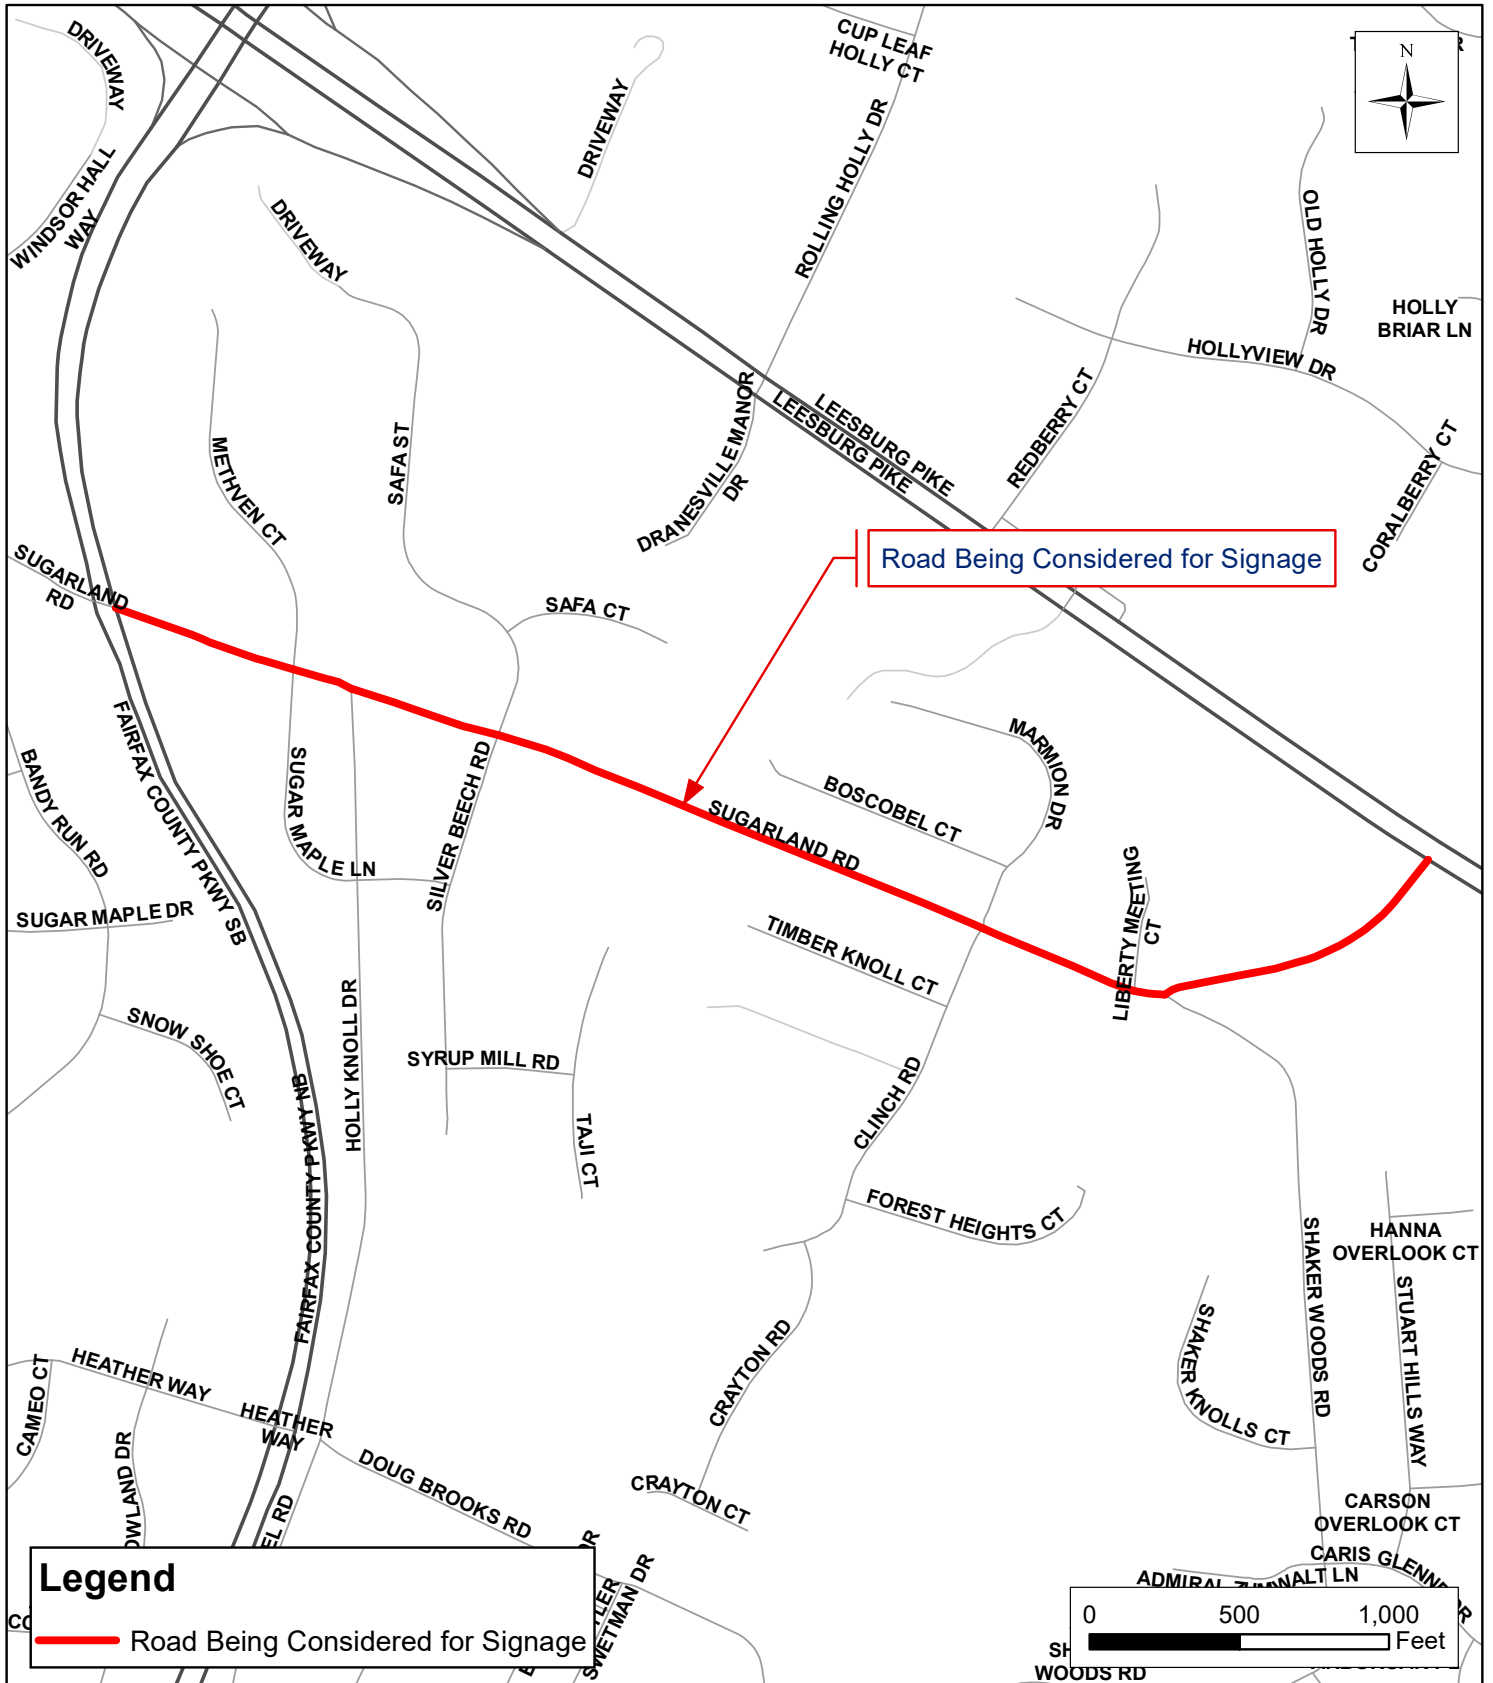 DRIVEWAY
CUP LEAF
HOLLY CT
N
DRIVEWAY
ROLLING HOLLY DR
WINDSOR HALL
WAY
DRIVEWAY
OLD HOLLY DR
HOLLY
BRIAR LN
HOLLYVIEW DR
REDBERRY CT
LEESBURG PIKE
LEESBURG PIKE
CORALBERRY CT
METHVEN CT
SAFA ST
DRANESVILLE MANOR
DR
Road Being Considered for Signage
SUGARLAND
RD
SAFA CT
FAIRFAX COUNTY PKWY SB
BANDY RUN RD
SUGAR MAPLE LN
SILVER BEECH RD
MARMION DR
BOSCOBEL CT
SUGARLAND RD
LIBERTY MEETING
CT
SUGAR MAPLE DR
TIMBER KNOLL CT
HOLLY KNOLL DR
SNOW SHOE CT
SYRUP MILL RD
CLINCH RD
FAIRFAX COUNTY PKWY NB
TAJI CT
FOREST HEIGHTS CT
SHAKER WOODS RD
HANNA
OVERLOOK CT
STUART HILLS WAY
SHAKER KNOLLS CT
CRAYTON RD
CAMEO CT
HEATHER WAY
HEATHER
WAY
DOUG BROOKS RD
CRAYTON CT
CARSON
OVERLOOK CT
CARIS GLENNE
ADMIRAL ZUMWALT LN
SWETMAN DR
Legend
Road Being Considered for Signage
0 500 1,000
Feet
WOODS RD